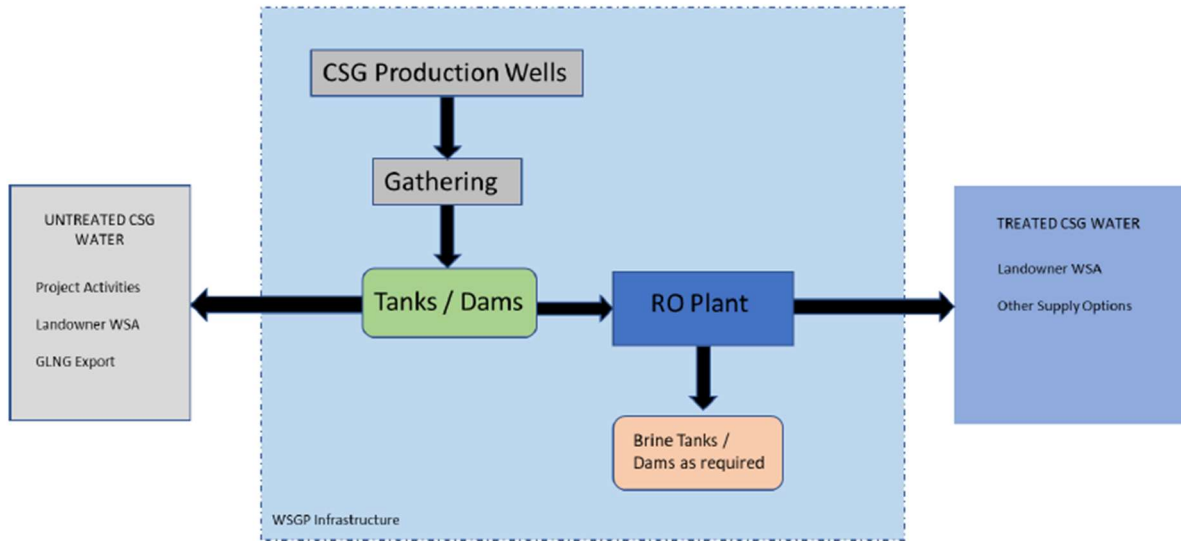 CSG Production Wells
Gathering
UNTREATED CSG
WATER
Project Activities
Landowner WSA
GLNG Export
Tanks / Dams
RO Plant
TREATED CSG WATER
Landowner WSA
Other Supply Options
Brine Tanks /
Dams as required
WSGP Infrastructure